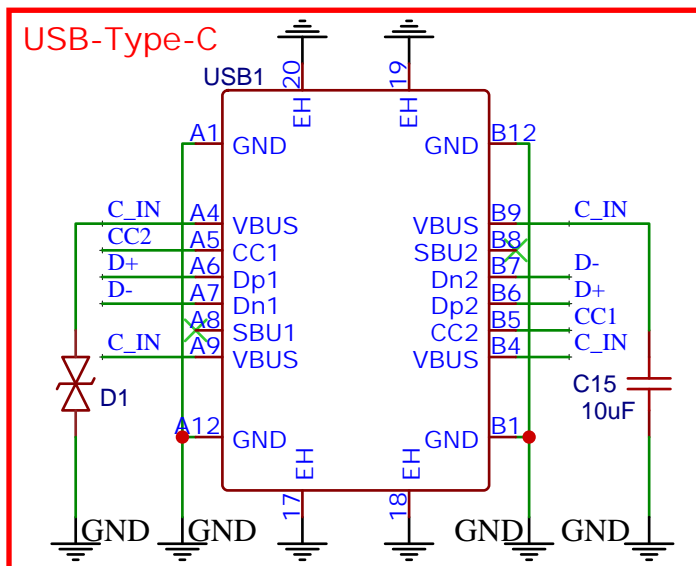 USB-Type-C
USB1
20
19
EH
EH
A1
GND
GND
B12
C_IN
A4
VBUS
VBUS
B9
C_IN
CC2
A5
CC1
SBU2
B8
D+
A6
Dp1
Dn2
B7
D-
D-
A7
Dn1
Dp2
B6
D+
A8
SBU1
CC2
B5
CC1
C_IN
A9
VBUS
VBUS
B4
C_IN
D1
C15
10uF
A12
GND
GND
B1
EH
EH
17
18
GND
GND
GND
GND